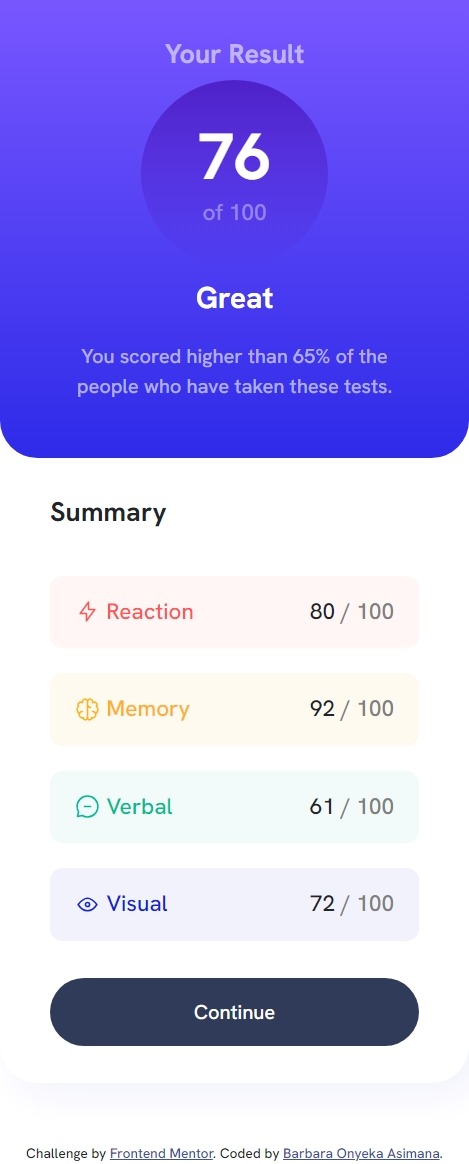 Your Result
76
of 100
Great
You scored higher than 65% of the
people who have taken these tests.
Summary
Reaction 80 / 100
Memory 92 / 100
Verbal 61 / 100
Visual 72 / 100
Continue
Challenge by Frontend Mentor. Coded by Barbara Onyeka Asimana.